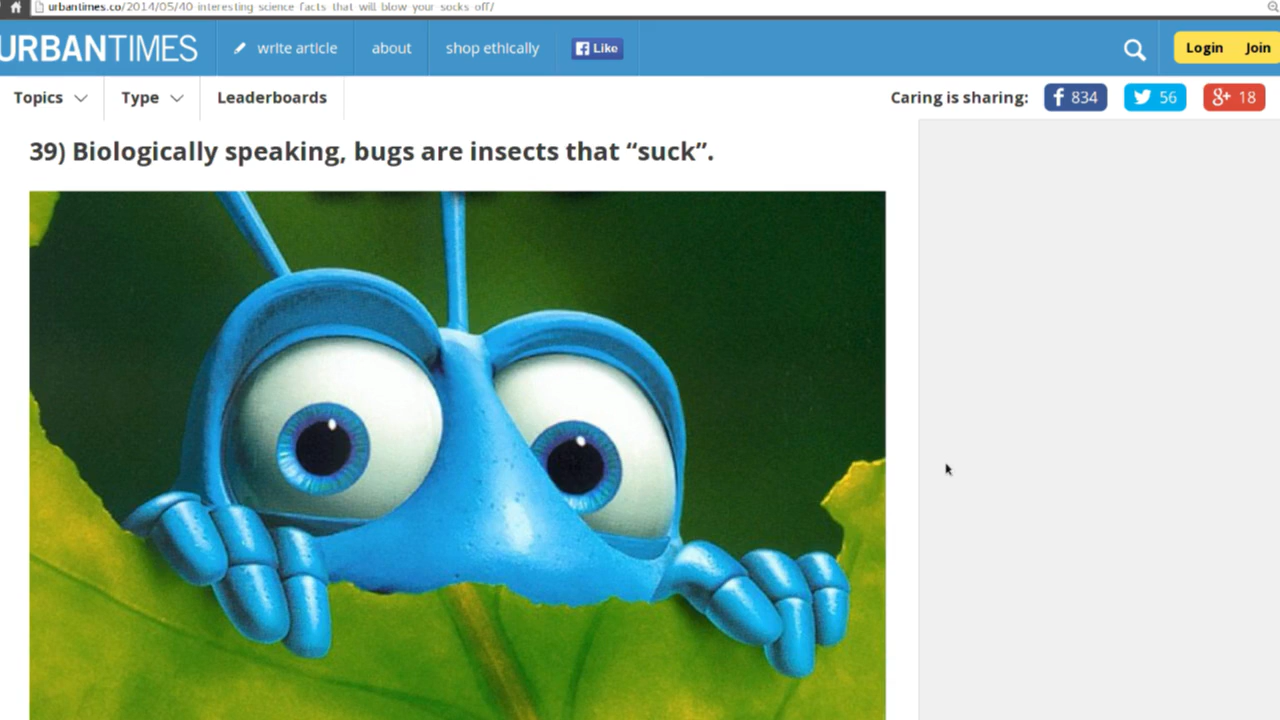 urbantimes.co/2014/05/40-interesting-science-facts-that-will-blow-your-socks-off/
URBANTIMES write article about shop ethically Like Login Join
Topics Type Leaderboards Caring is sharing: 834 56 18
39) Biologically speaking, bugs are insects that “suck”.